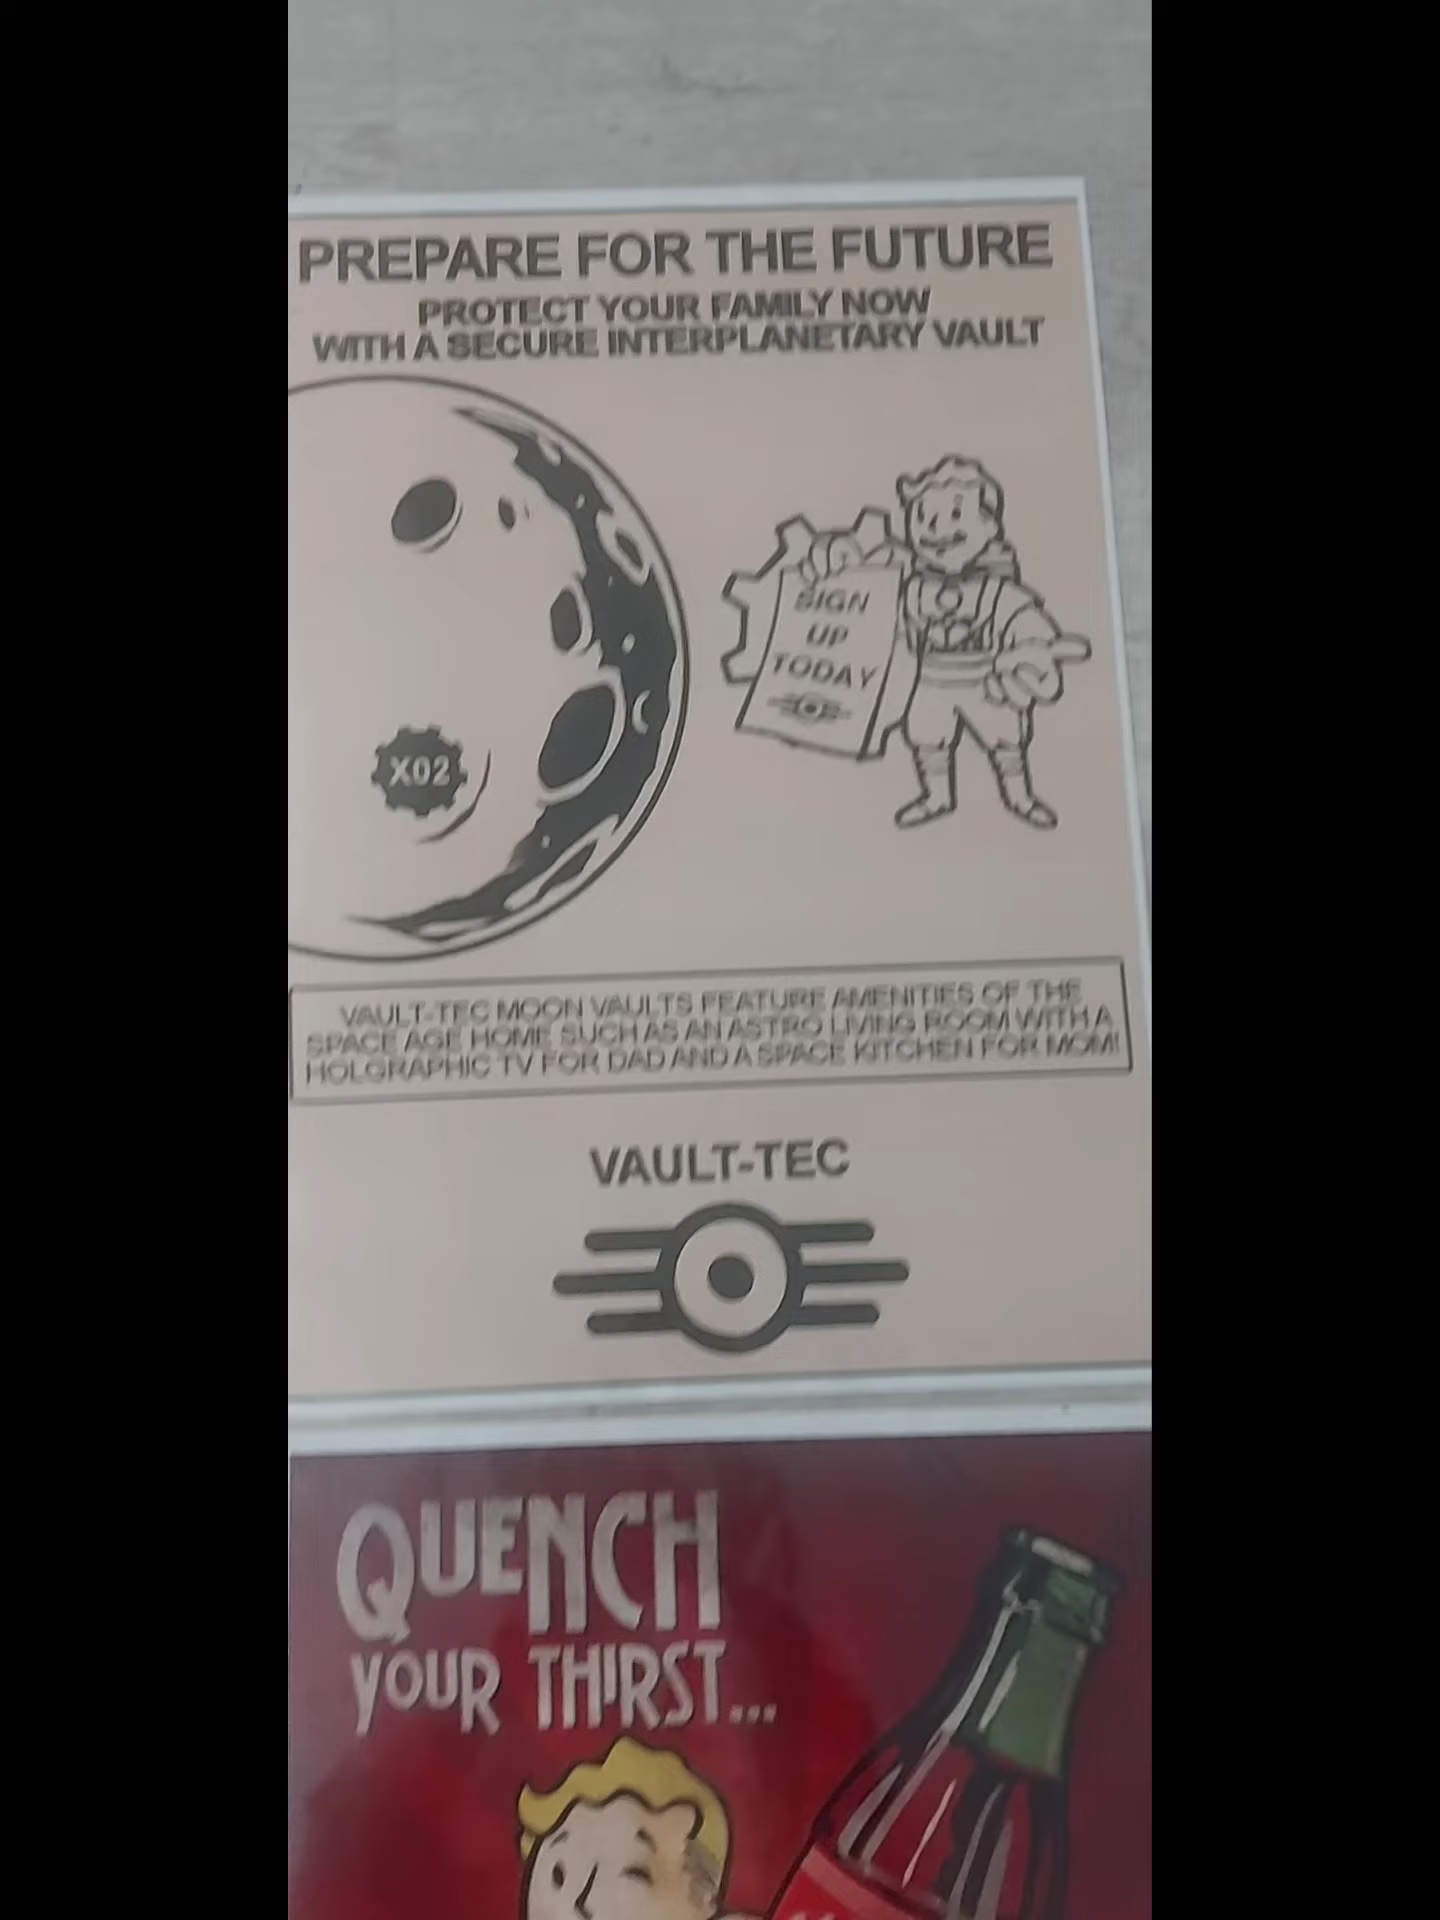 PREPARE FOR THE FUTURE
PROTECT YOUR FAMILY NOW
WITH A SECURE INTERPLANETARY VAULT
SIGN
UP
TODAY
X02
VAULT-TEC MOON VAULTS FEATURE AMENITIES OF THE
SPACE AGE HOME SUCH AS AN ASTRO LIVING ROOM WITH A
HOLGRAPHIC TV FOR DAD AND A SPACE KITCHEN FOR MOM!
VAULT-TEC
QUENCH
YOUR THIRST...